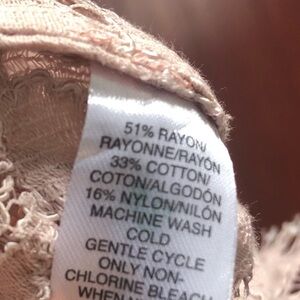 51% RAYON/
RAYONNE/RAYÓN
33% COTTON/
COTON/ALGODÓN
16% NYLON/NILÓN
MACHINE WASH
COLD
GENTLE CYCLE
ONLY NON-
CHLORINE BLEACH
WHEN